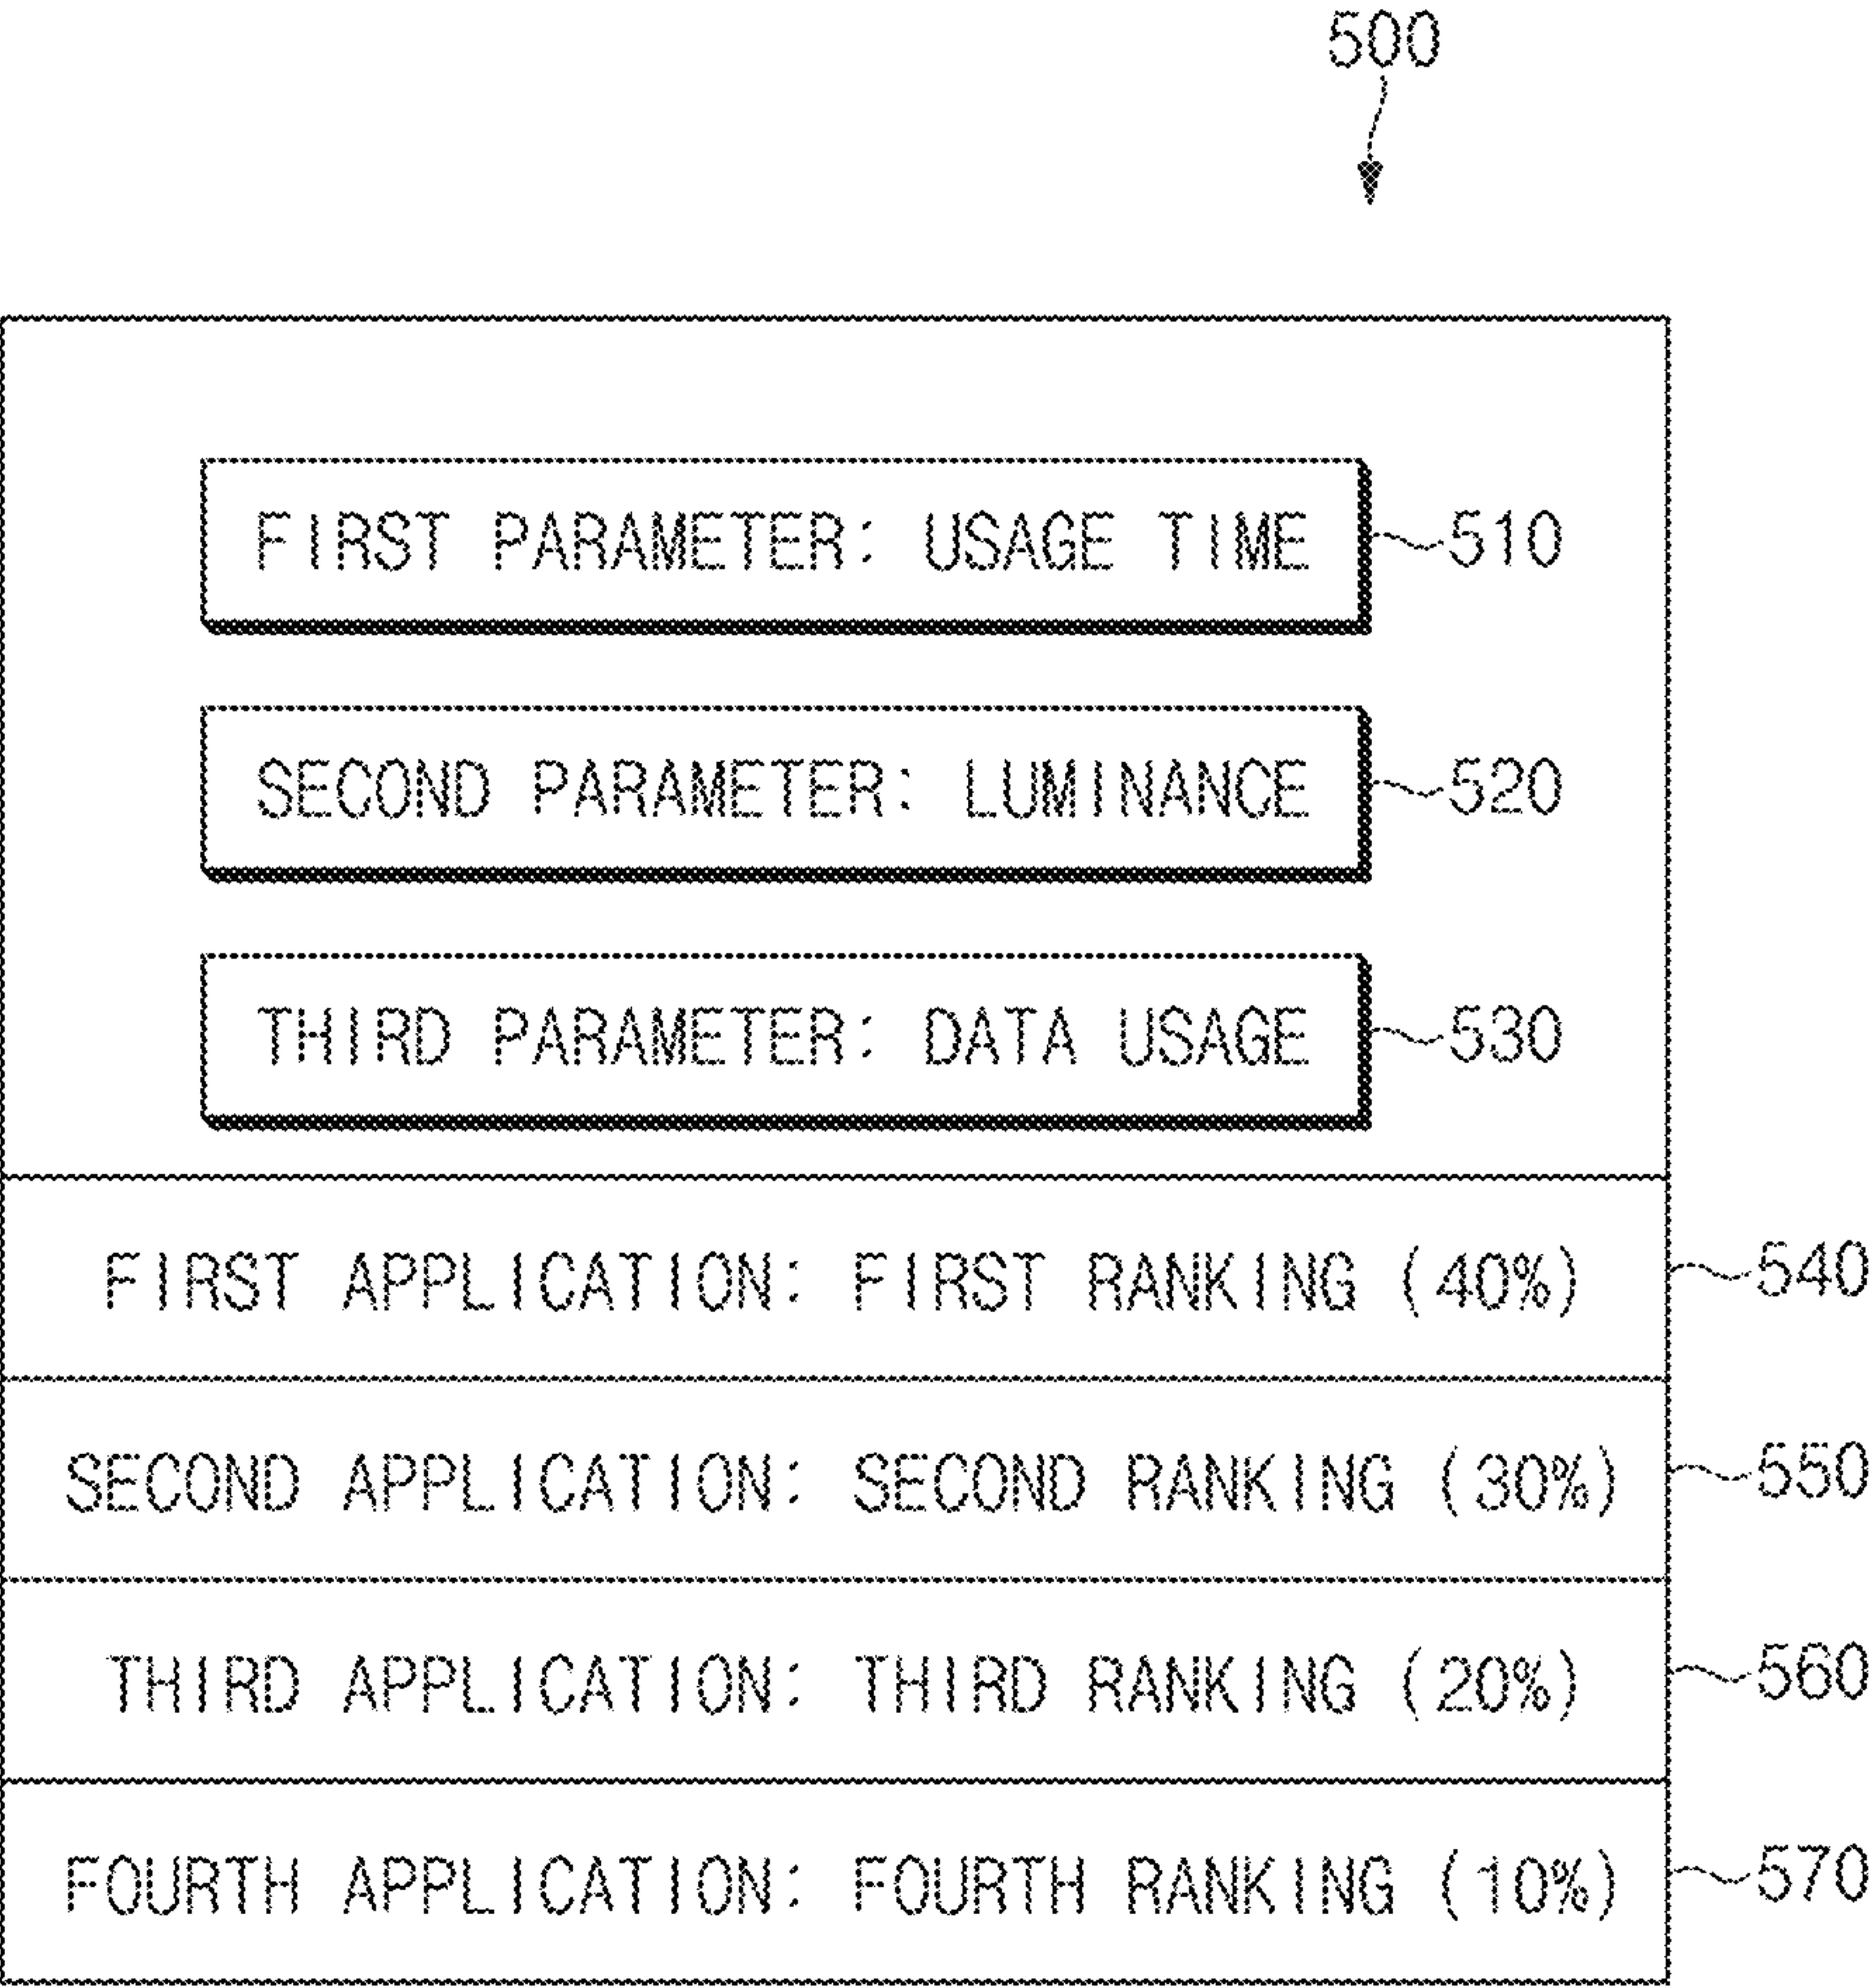 500
FIRST PARAMETER: USAGE TIME 510
SECOND PARAMETER: LUMINANCE 520
THIRD PARAMETER: DATA USAGE 530
FIRST APPLICATION: FIRST RANKING (40%) 540
SECOND APPLICATION: SECOND RANKING (30%) 550
THIRD APPLICATION: THIRD RANKING (20%) 560
FOURTH APPLICATION: FOURTH RANKING (10%) 570